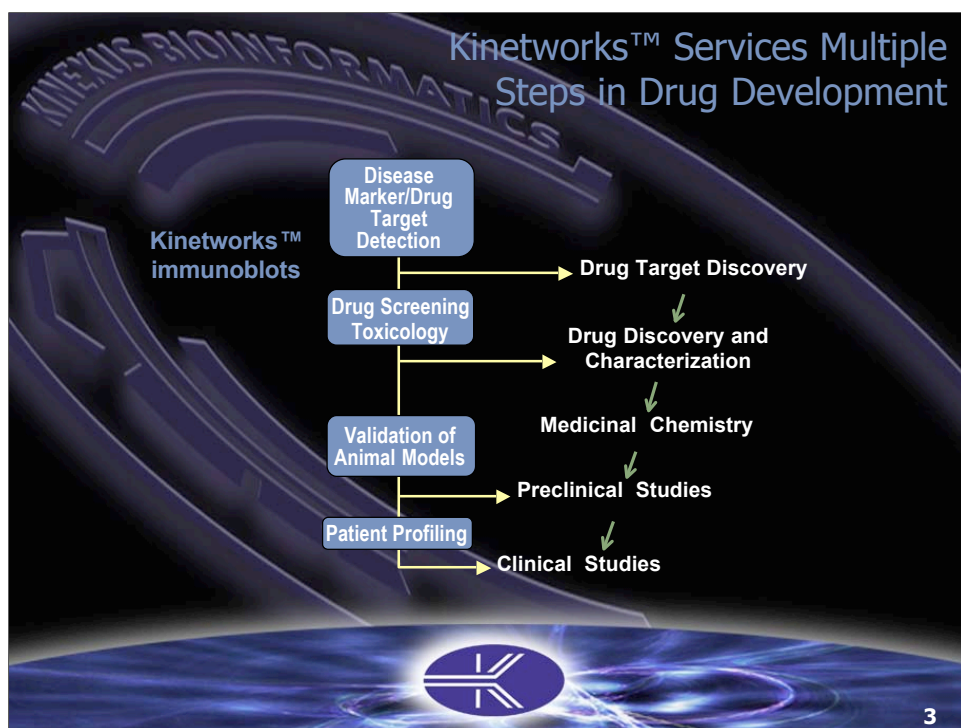 KINEXUS BIOINFORMATICS
Kinetworks™ Services Multiple
Steps in Drug Development
Kinetworks™
immunoblots
Disease
Marker/Drug
Target
Detection
Drug Target Discovery
Drug Screening
Toxicology
Drug Discovery and
Characterization
Medicinal Chemistry
Validation of
Animal Models
Preclinical Studies
Patient Profiling
Clinical Studies
3